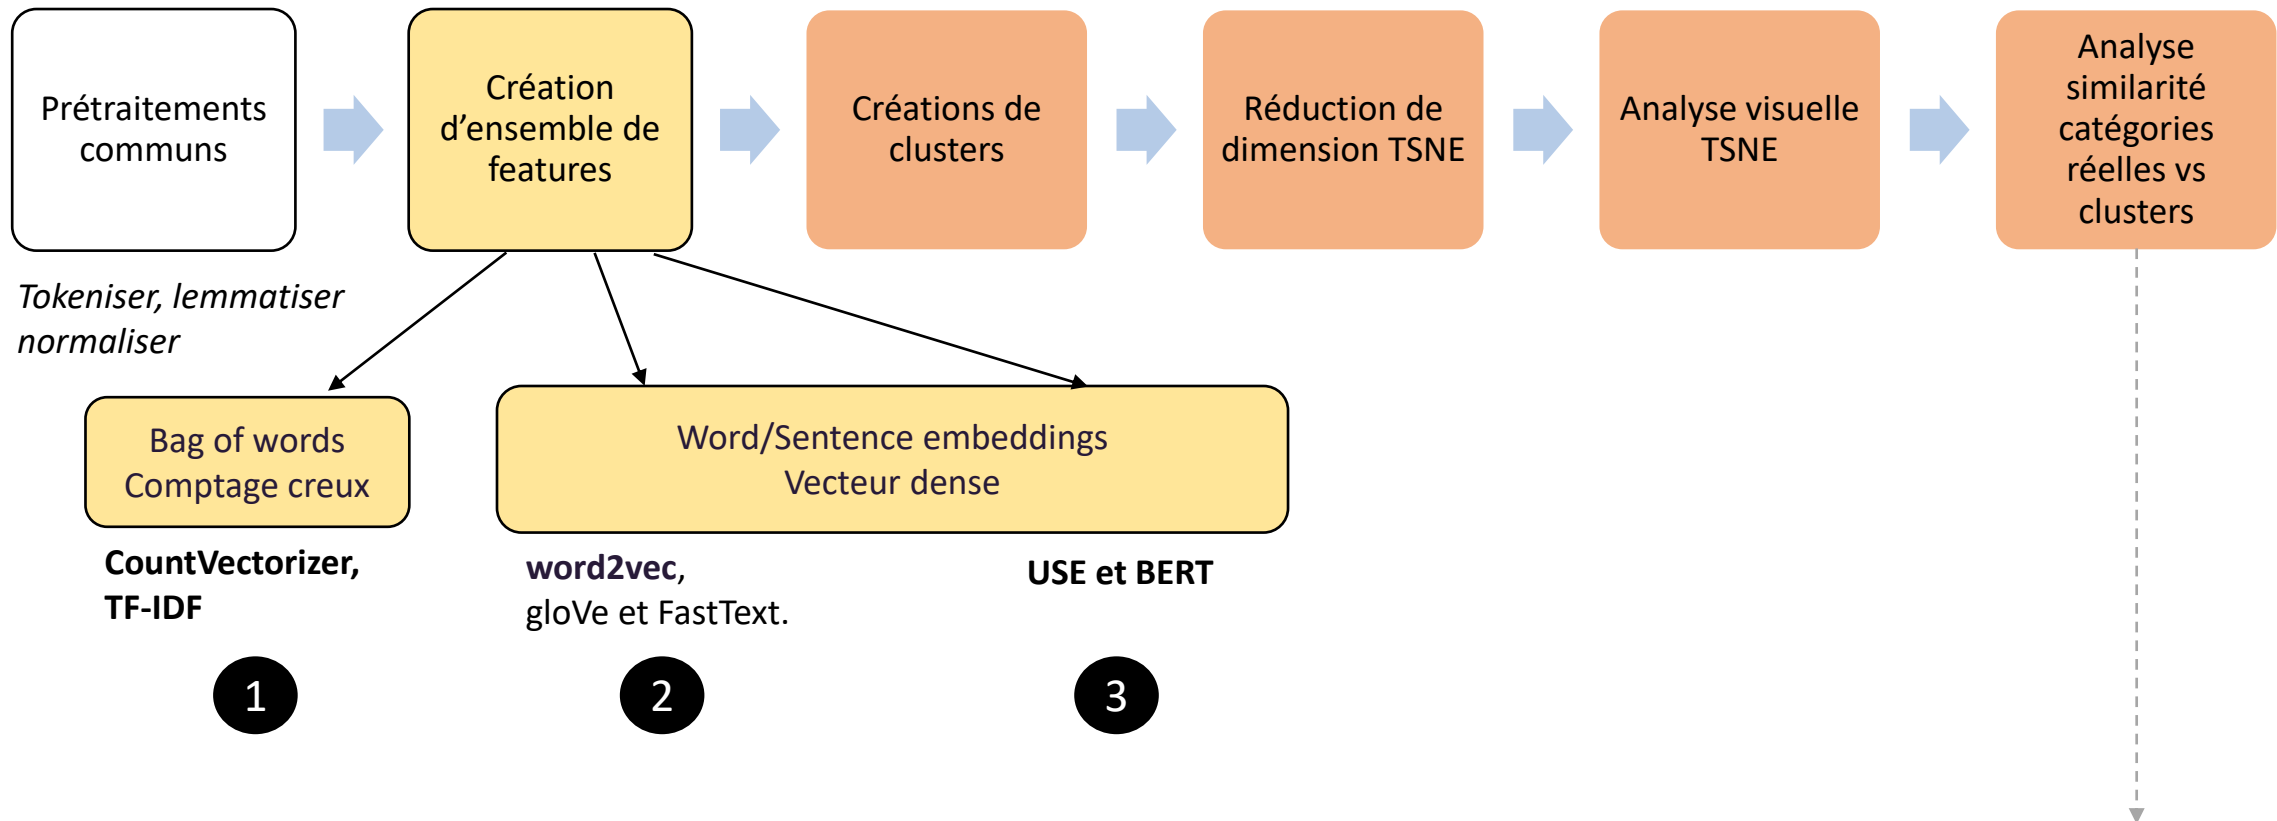 Prétraitements
communs
Création
d’ensemble de
features
Créations de
clusters
Réduction de
dimension TSNE
Analyse visuelle
TSNE
Analyse
similarité
catégories
réelles vs
clusters
Tokeniser, lemmatiser
normaliser
Bag of words
Comptage creux
Word/Sentence embeddings
Vecteur dense
CountVectorizer,
TF-IDF
word2vec,
gloVe et FastText.
USE et BERT
1
2
3